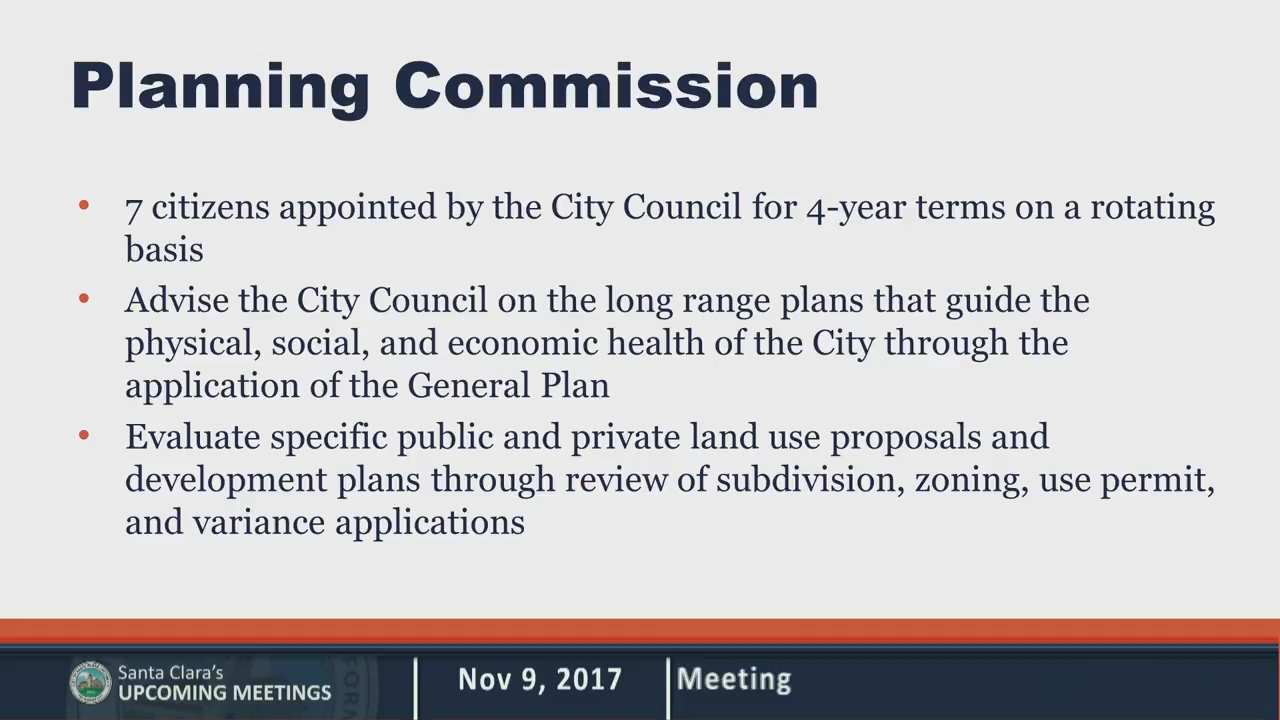 Planning Commission
• 7 citizens appointed by the City Council for 4-year terms on a rotating
basis
• Advise the City Council on the long range plans that guide the
physical, social, and economic health of the City through the
application of the General Plan
• Evaluate specific public and private land use proposals and
development plans through review of subdivision, zoning, use permit,
and variance applications
Santa Clara's
UPCOMING MEETINGS
Nov 9, 2017
Meeting